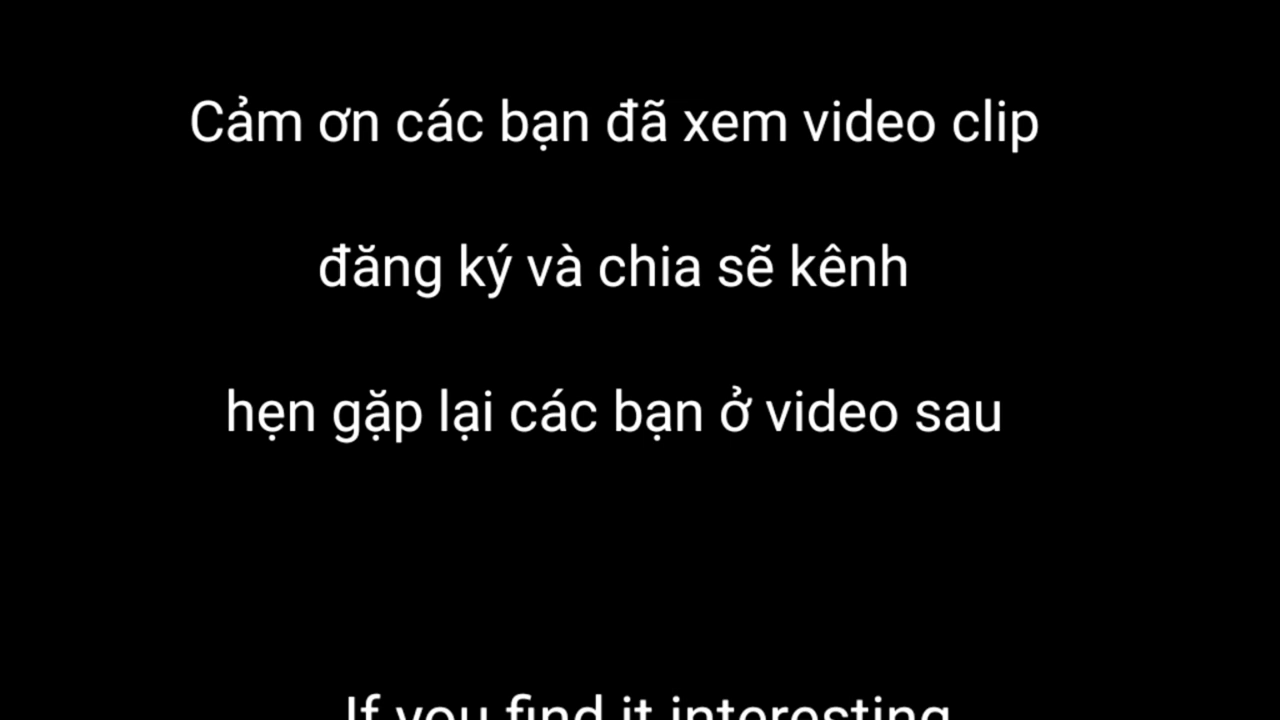 Cảm ơn các bạn đã xem video clip
đăng ký và chia sẽ kênh
hẹn gặp lại các bạn ở video sau
If you find it interesting